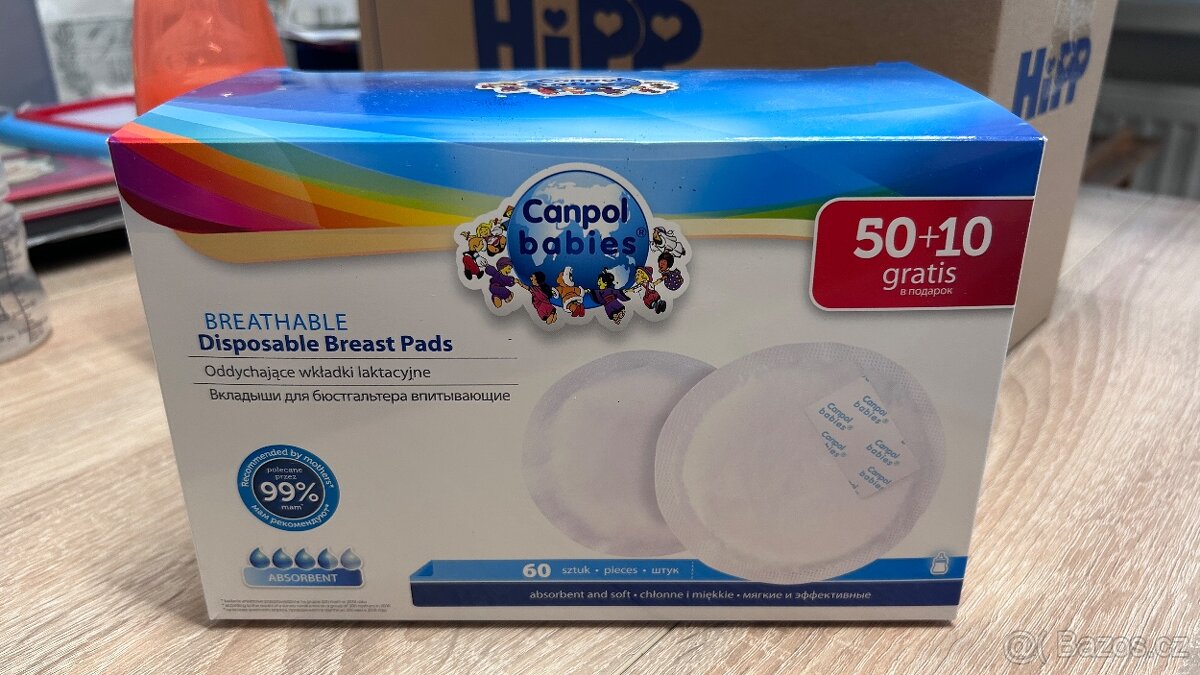 HiPP
HiPP
Canpol
babies®
50+10
gratis
в подарок
BREATHABLE
Disposable Breast Pads
Oddychające wkładki laktacyjne
Вкладыши для бюстгальтера впитывающие
Canpol
babies®
Canpol
babies®
Canpol
babies®
Canpol
babies®
Recommended by mothers*
polecane
przez
99%
mam*
мам рекомендуют*
ABSORBENT
60 sztuk • pieces • штук
absorbent and soft • chłonne i miękkie • мягкие и эффективные
@( Bazos.cz